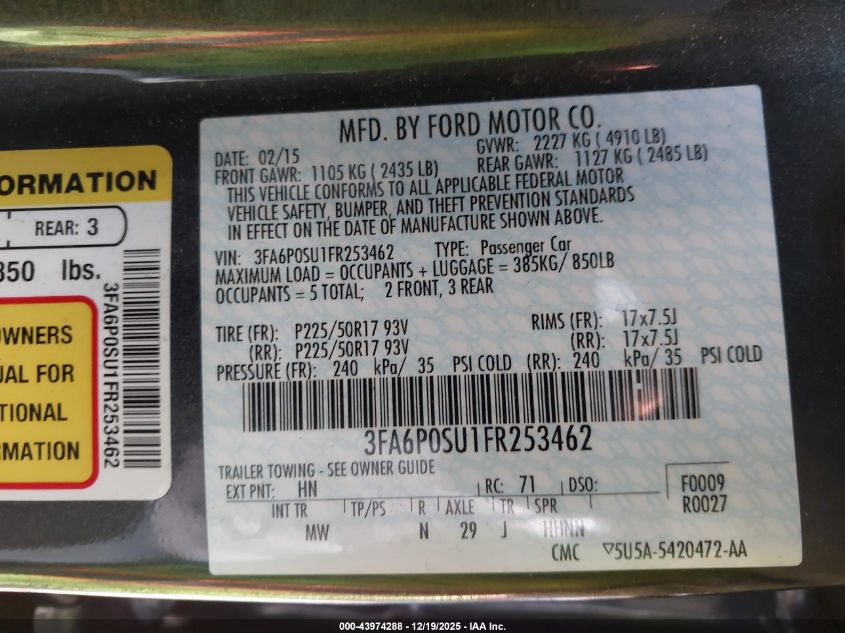 ORMATION
REAR: 3
850 lbs.
OWNERS
UAL FOR
TIONAL
RMATION
3FA6P0SU1FR253462
MFD. BY FORD MOTOR CO.
DATE: 02/15 GVWR: 2227 KG ( 4910 LB)
FRONT GAWR: 1105 KG ( 2435 LB) REAR GAWR: 1127 KG ( 2485 LB)
THIS VEHICLE CONFORMS TO ALL APPLICABLE FEDERAL MOTOR
VEHICLE SAFETY, BUMPER, AND THEFT PREVENTION STANDARDS
IN EFFECT ON THE DATE OF MANUFACTURE SHOWN ABOVE.
VIN: 3FA6P0SU1FR253462 TYPE: Passenger Car
MAXIMUM LOAD = OCCUPANTS + LUGGAGE = 385KG/ 850LB
OCCUPANTS = 5 TOTAL; 2 FRONT, 3 REAR
TIRE (FR): P225/50R17 93V RIMS (FR): 17x7.5J
(RR): P225/50R17 93V (RR): 17x7.5J
PRESSURE (FR): 240 kPa/ 35 PSI COLD (RR): 240 kPa/ 35 PSI COLD
3FA6P0SU1FR253462
TRAILER TOWING - SEE OWNER GUIDE
EXT PNT: HN RC: 71 DSO: F0009
INT TR TP/PS R AXLE TR SPR R0027
MW N 29 J HHNN
CMC ▽5U5A-5420472-AA
000-43974288 - 12/19/2025 - IAA Inc.